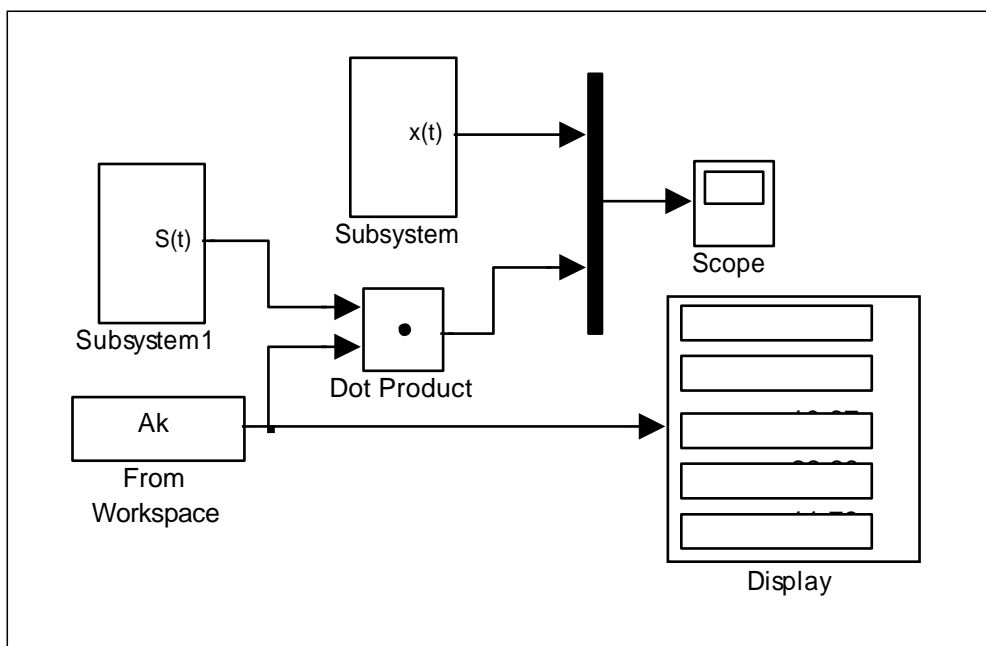 x(t)
Subsystem
S(t)
Subsystem1
Scope
Dot Product
Ak
From
Workspace
Display